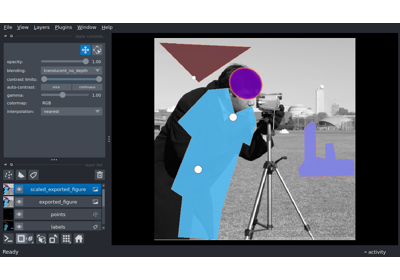 File View Layers Plugins Window Help
opacity: 1.00
blending: translucent_no_depth
contrast limits:
auto-contrast: once continuous
gamma: 1.00
colormap: RGB
interpolation: nearest
scaled_exported_figure
exported_figure
points
labels
Ready
activity